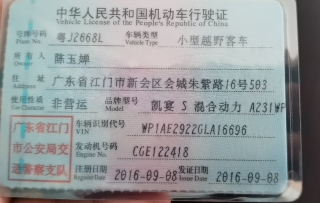 中华人民共和国机动车行驶证
Vehicle License of the People's Republic of China
号牌号码 粤J2668L 车辆类型 小型越野客车
Plate No. Vehicle Type
所有人 陈玉婵
Owner
住址 广东省江门市新会区会城朱紫路16号503
使用性质 非营运 品牌型号 凯宴 S 混合动力 A231WP
Use Character
广东省江门市公安局交通警察支队
车辆识别代号 WP1AE2922GLA16696
VIN
发动机号码 CGE122418
Engine No.
注册日期 2016-09-08 发证日期 2016-09-08
Register Date Issue Date